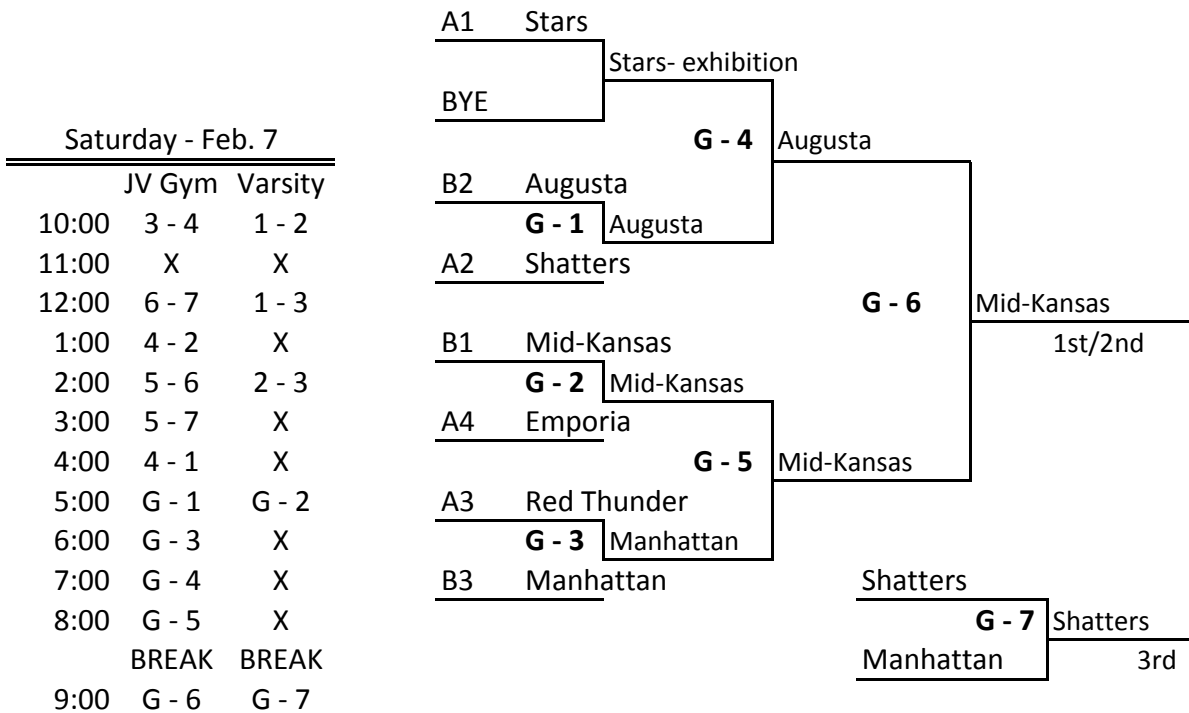 A1 Stars
Stars- exhibition
BYE
Saturday - Feb. 7
G - 4 Augusta
JV Gym Varsity
B2 Augusta
10:00 3 - 4 1 - 2
G - 1 Augusta
11:00 X X
A2 Shatters
12:00 6 - 7 1 - 3
G - 6 Mid-Kansas
1:00 4 - 2 X
B1 Mid-Kansas
1st/2nd
2:00 5 - 6 2 - 3
G - 2 Mid-Kansas
3:00 5 - 7 X
A4 Emporia
4:00 4 - 1 X
G - 5 Mid-Kansas
5:00 G - 1 G - 2
A3 Red Thunder
6:00 G - 3 X
G - 3 Manhattan
7:00 G - 4 X
B3 Manhattan
Shatters
8:00 G - 5 X
G - 7 Shatters
BREAK BREAK
Manhattan 3rd
9:00 G - 6 G - 7